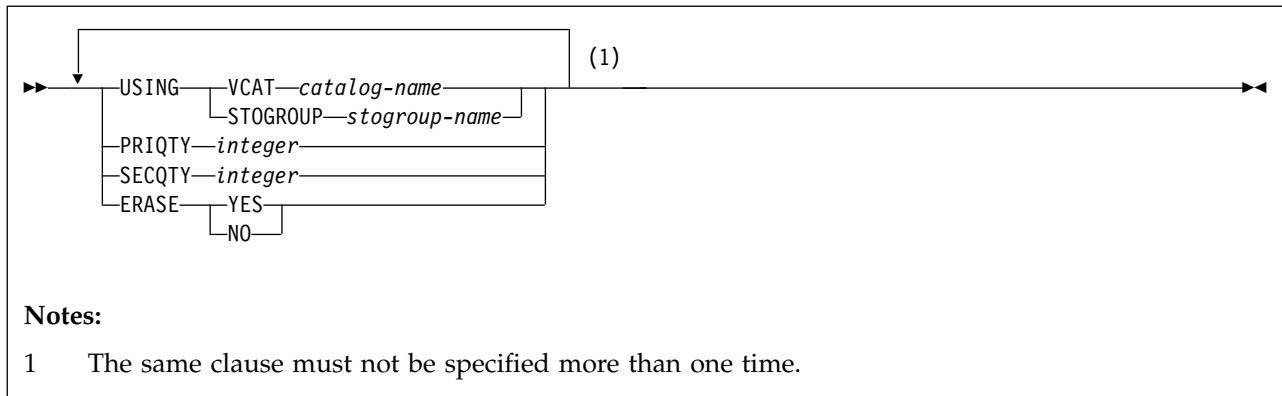 (1)
USING VCAT catalog-name
STOGROUP stogroup-name
PRIQTY integer
SECQTY integer
ERASE YES
NO
Notes:
1 The same clause must not be specified more than one time.